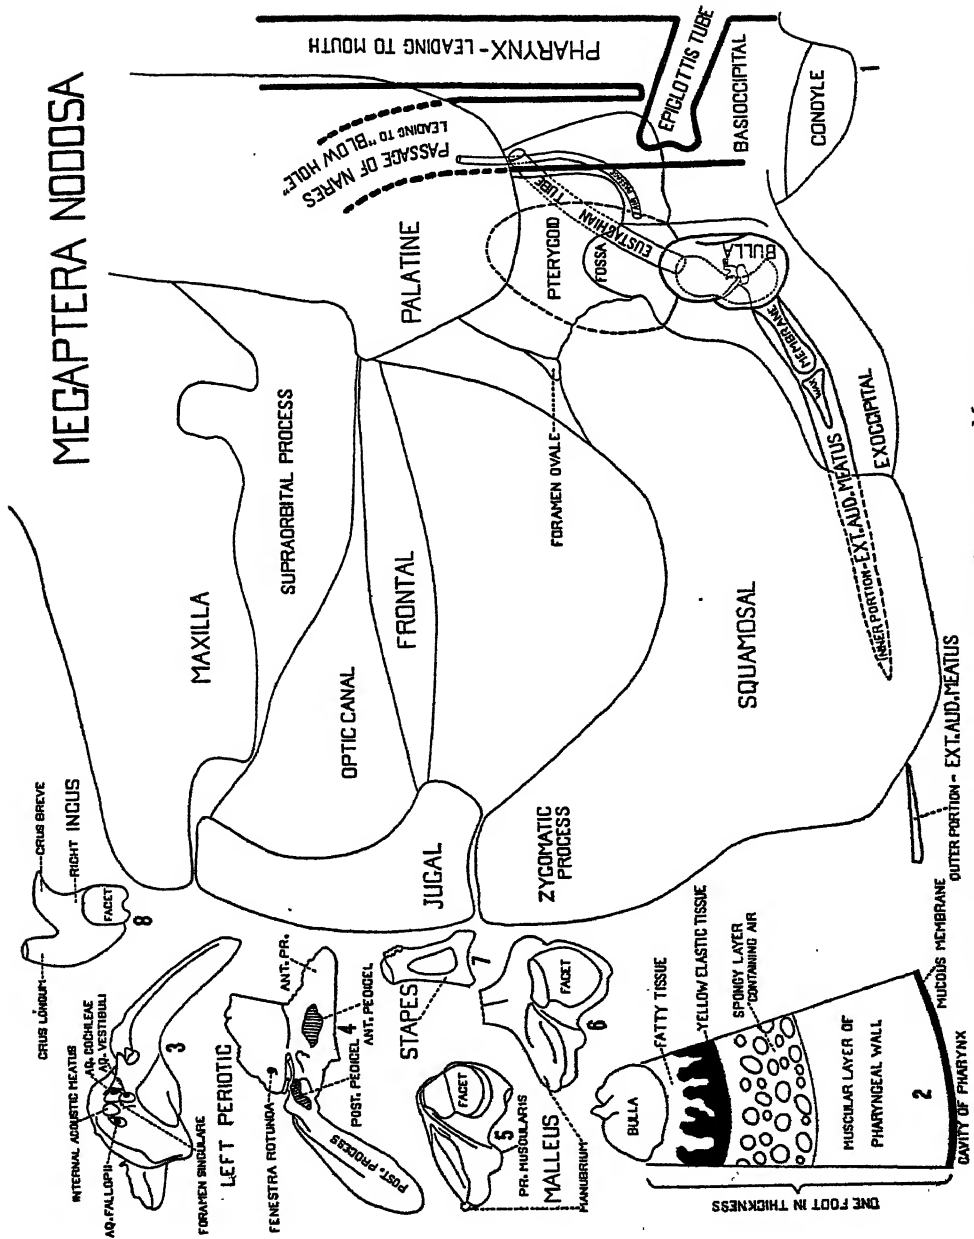 MEGAPTERA NODOSA
CRUS LONGUM
CRUS BREVE
RIGHT INCUS
FACET
8
MAXILLA
SUPRAORBITAL PROCESS
PASSAGE OF NARES
LEADING TO "BLOW HOLE"
PHARYNX-LEADING TO MOUTH
INTERNAL ACOUSTIC MEATUS
AQ. COCHLEAE
AQ. VESTIBULI
AQ. FALLOPII
FORAMEN SINGULARE
3
LEFT PERIOTIC
FENESTRA ROTUNDA
ANT. PR.
POST. PEDICEL
4
ANT. PEDICEL
POST. PROCESS
OPTIC CANAL
FRONTAL
JUGAL
PALATINE
STAPES
7
FACET
5
PR. MUSCULARIS
MALLEUS
MANUBRIUM
FACET
6
ZYGOMATIC
PROCESS
FORAMEN OVALE
PTERYGOID
FOSSA
EUSTACHIAN TUBE
EPIGLOTTIS TUBE
BULLA
FATTY TISSUE
YELLOW ELASTIC TISSUE
SPONGY LAYER
CONTAINING AIR
MUSCULAR LAYER OF
PHARYNGEAL WALL
2
MUCOUS MEMBRANE
CAVITY OF PHARYNX
ONE FOOT IN THICKNESS
SQUAMOSAL
BULLA
MEMBRANE
WAX
BASIOCCIPITAL
CONDYLE
1
EXOCCIPITAL
INNER PORTION-EXT. AUD. MEATUS
OUTER PORTION - EXT. AUD. MEATUS